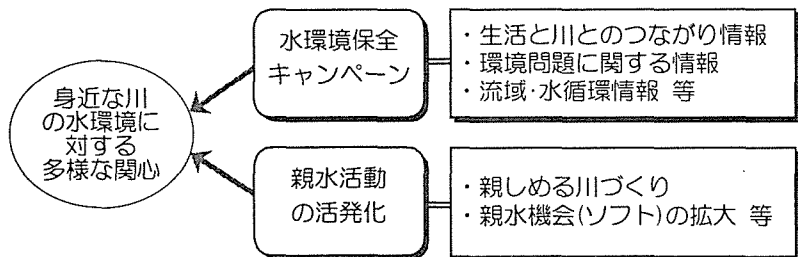 身近な川
の水環境に
対する
多様な関心
水環境保全
キャンペーン
・生活と川とのつながり情報
・環境問題に関する情報
・流域・水循環情報 等
親水活動
の活発化
・親しめる川づくり
・親水機会(ソフト)の拡大 等